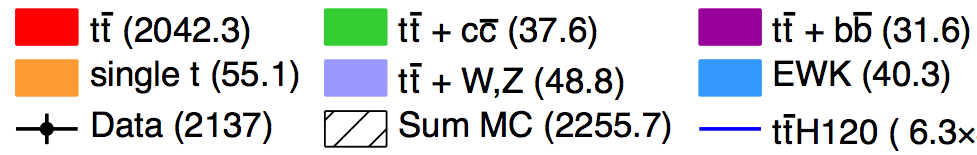 tt̄ (2042.3) tt̄ + cc̄ (37.6) tt̄ + bb̄ (31.6)
single t (55.1) tt̄ + W,Z (48.8) EWK (40.3)
Data (2137) Sum MC (2255.7) tt̄H120 ( 6.3×